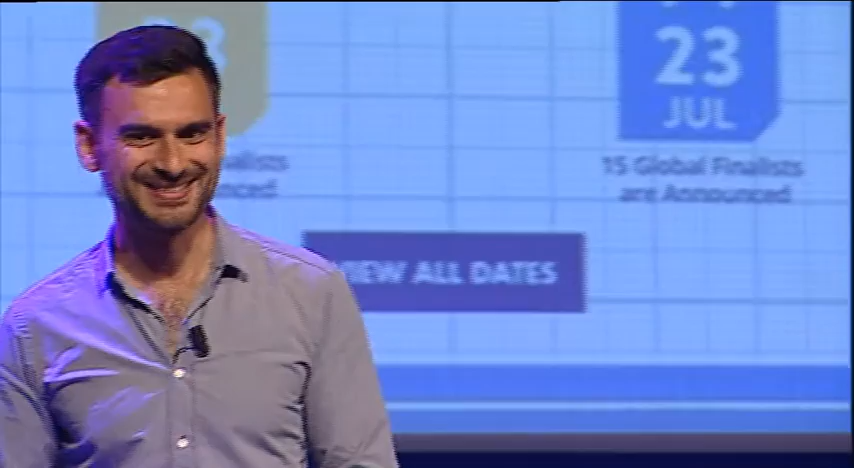 23
JUL
15 Global Finalists
are Announced
VIEW ALL DATES